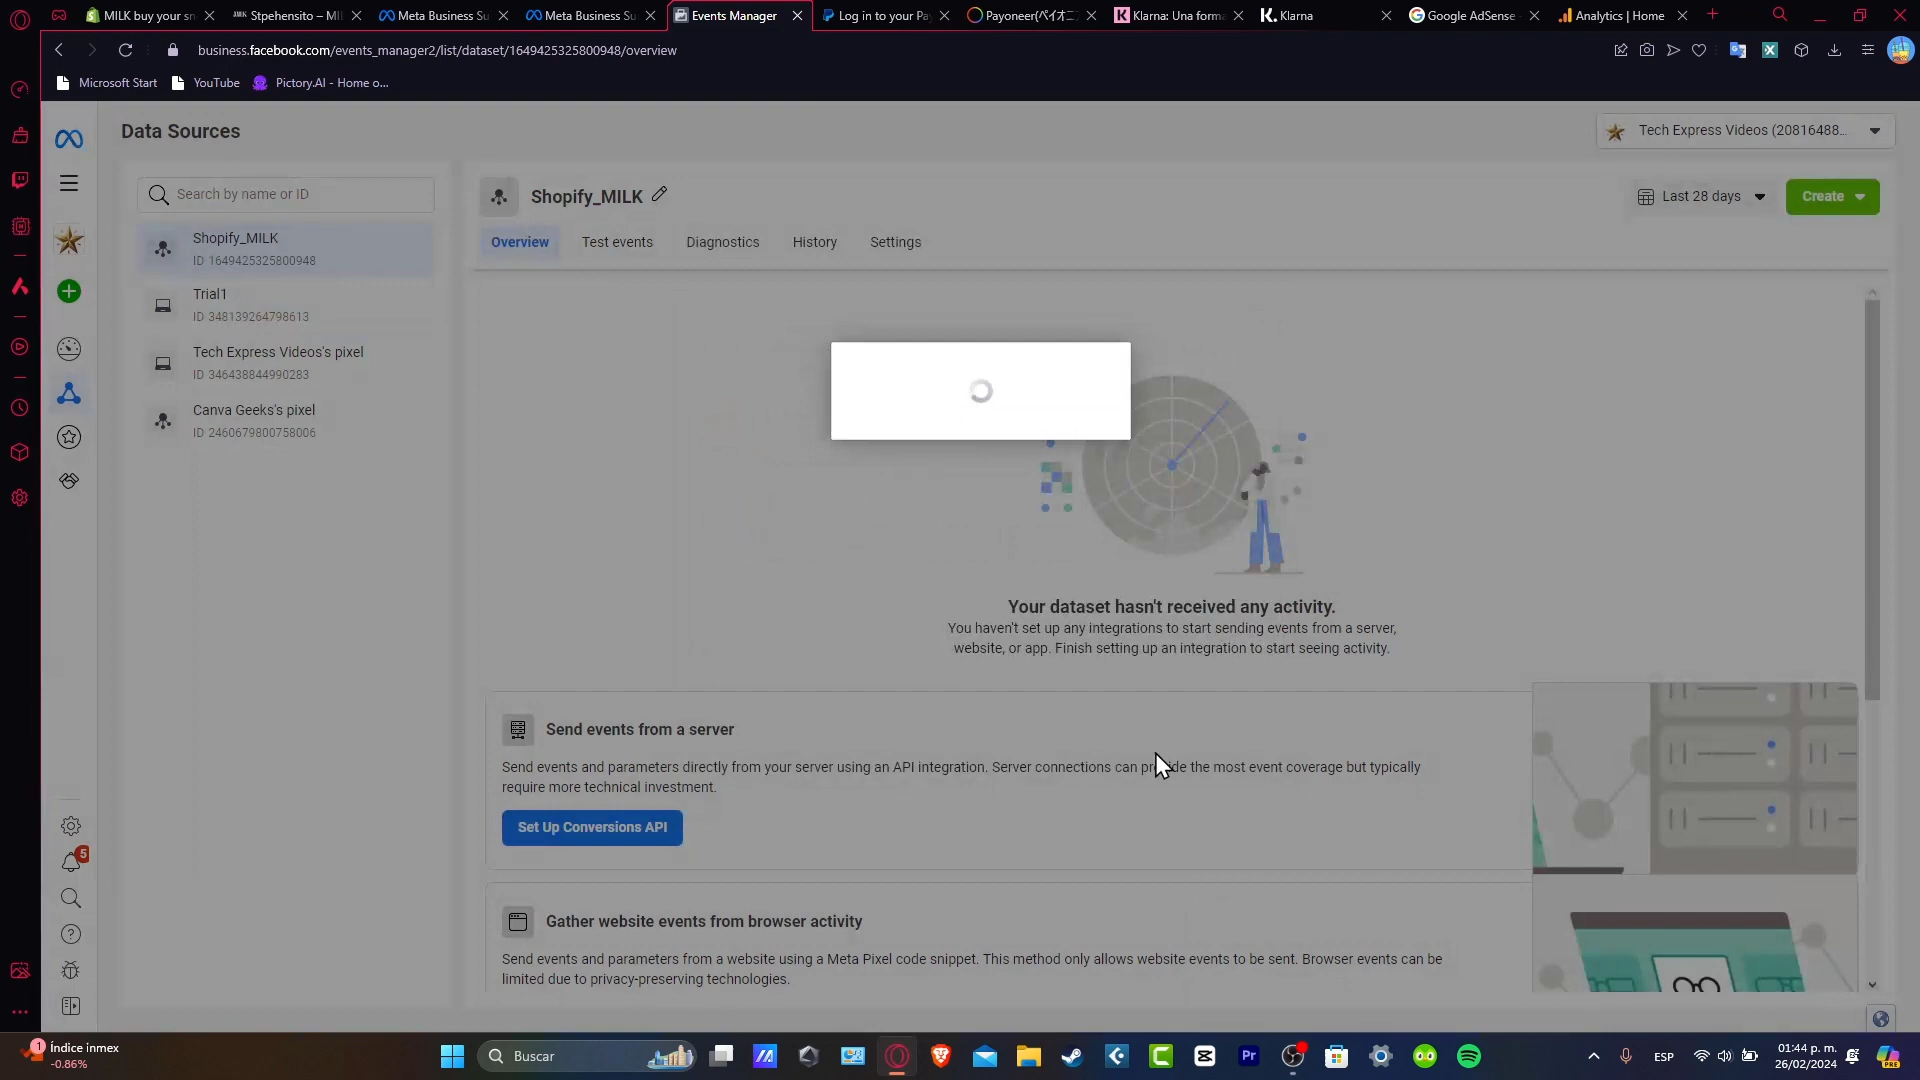 MILK buy your sn
Stpehensito – MI
Meta Business Su
Meta Business Su
Events Manager
Log in to your Pa
Payoneer(ペイオニ
Klarna: Una forma
Klarna
Google AdSense -
Analytics | Home
business.facebook.com/events_manager2/list/dataset/1649425325800948/overview
Microsoft Start
YouTube
Pictory.AI - Home o...
Data Sources
Tech Express Videos (20816488...
Search by name or ID
Shopify_MILK
Last 28 days
Create
Shopify_MILK
ID 1649425325800948
Overview
Test events
Diagnostics
History
Settings
Trial1
ID 348139264798613
Tech Express Videos's pixel
ID 346438844990283
Canva Geeks's pixel
ID 2460679800758006
Your dataset hasn't received any activity.
You haven't set up any integrations to start sending events from a server,
website, or app. Finish setting up an integration to start seeing activity.
Send events from a server
Send events and parameters directly from your server using an API integration. Server connections can provide the most event coverage but typically
require more technical investment.
Set Up Conversions API
5
Gather website events from browser activity
Send events and parameters from a website using a Meta Pixel code snippet. This method only allows website events to be sent. Browser events can be
limited due to privacy-preserving technologies.
1
Índice inmex
-0.86%
Buscar
Pr
ESP
01:44 p. m.
26/02/2024
PRE